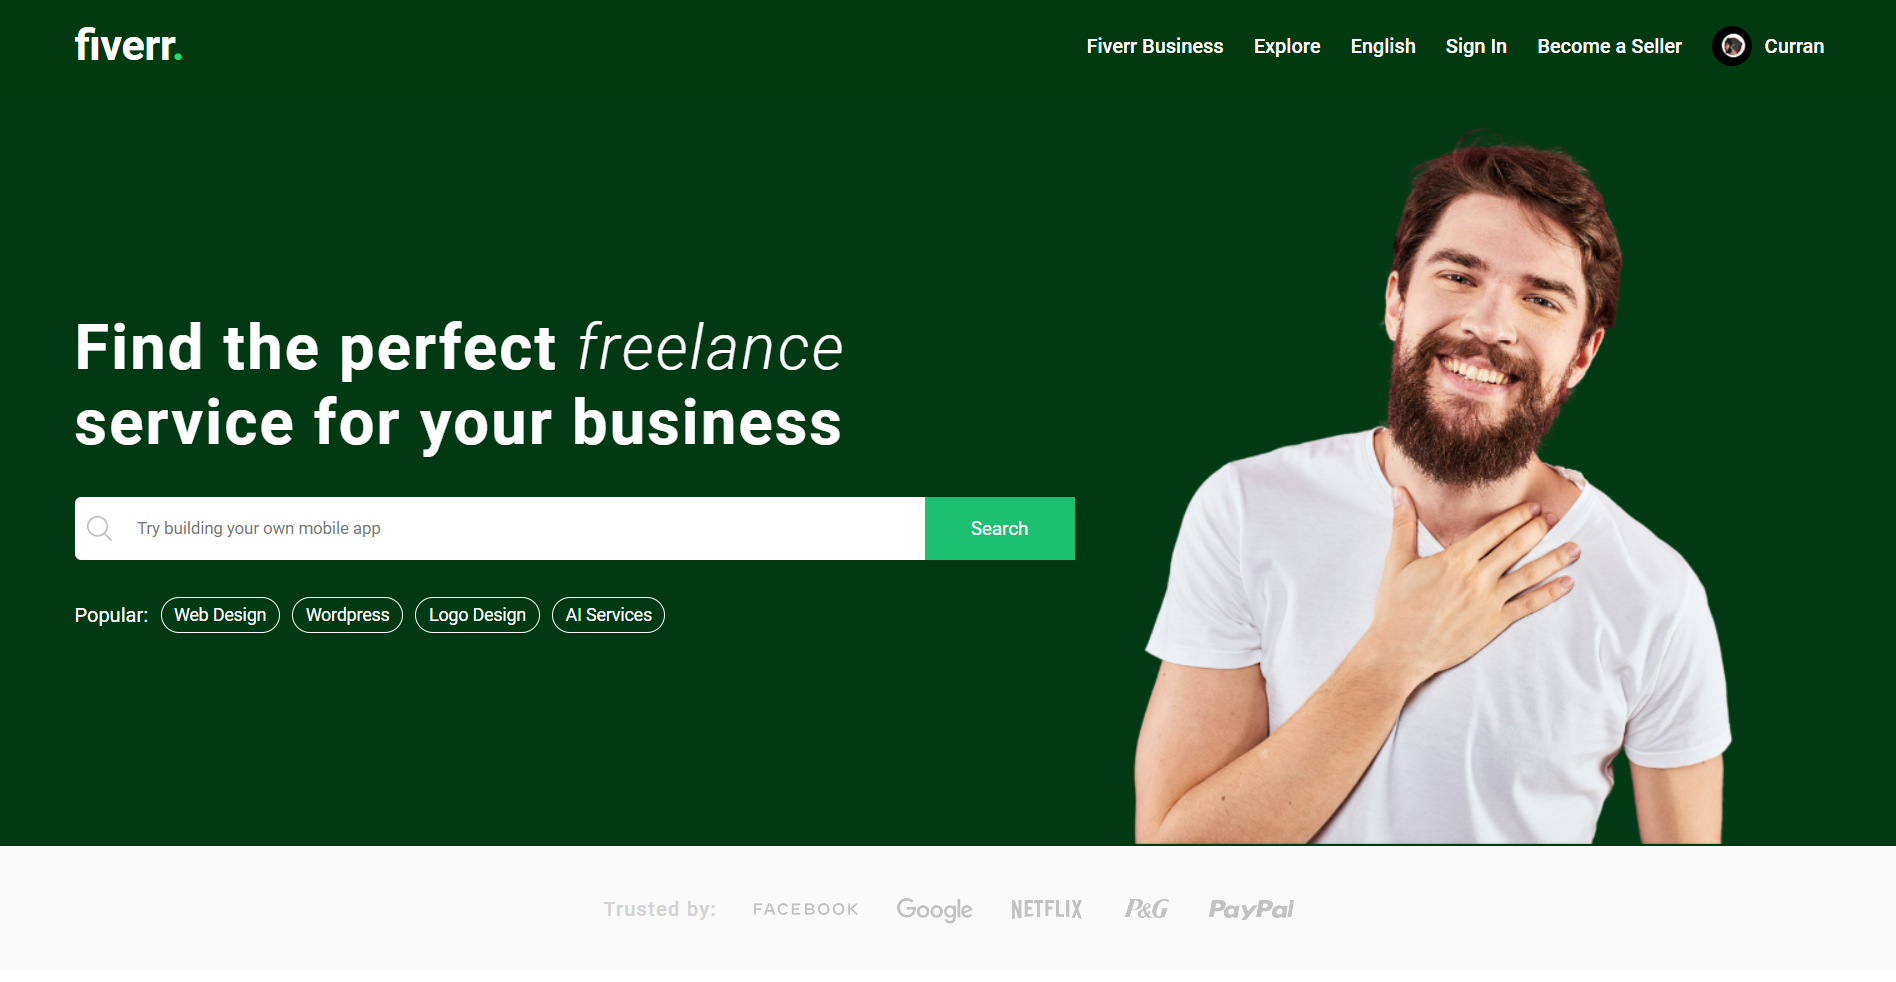 fiverr.
Fiverr Business Explore English Sign In Become a Seller Curran
Find the perfect freelance
service for your business
Try building your own mobile app Search
Popular: Web Design Wordpress Logo Design AI Services
Trusted by: FACEBOOK Google NETFLIX P&G PayPal